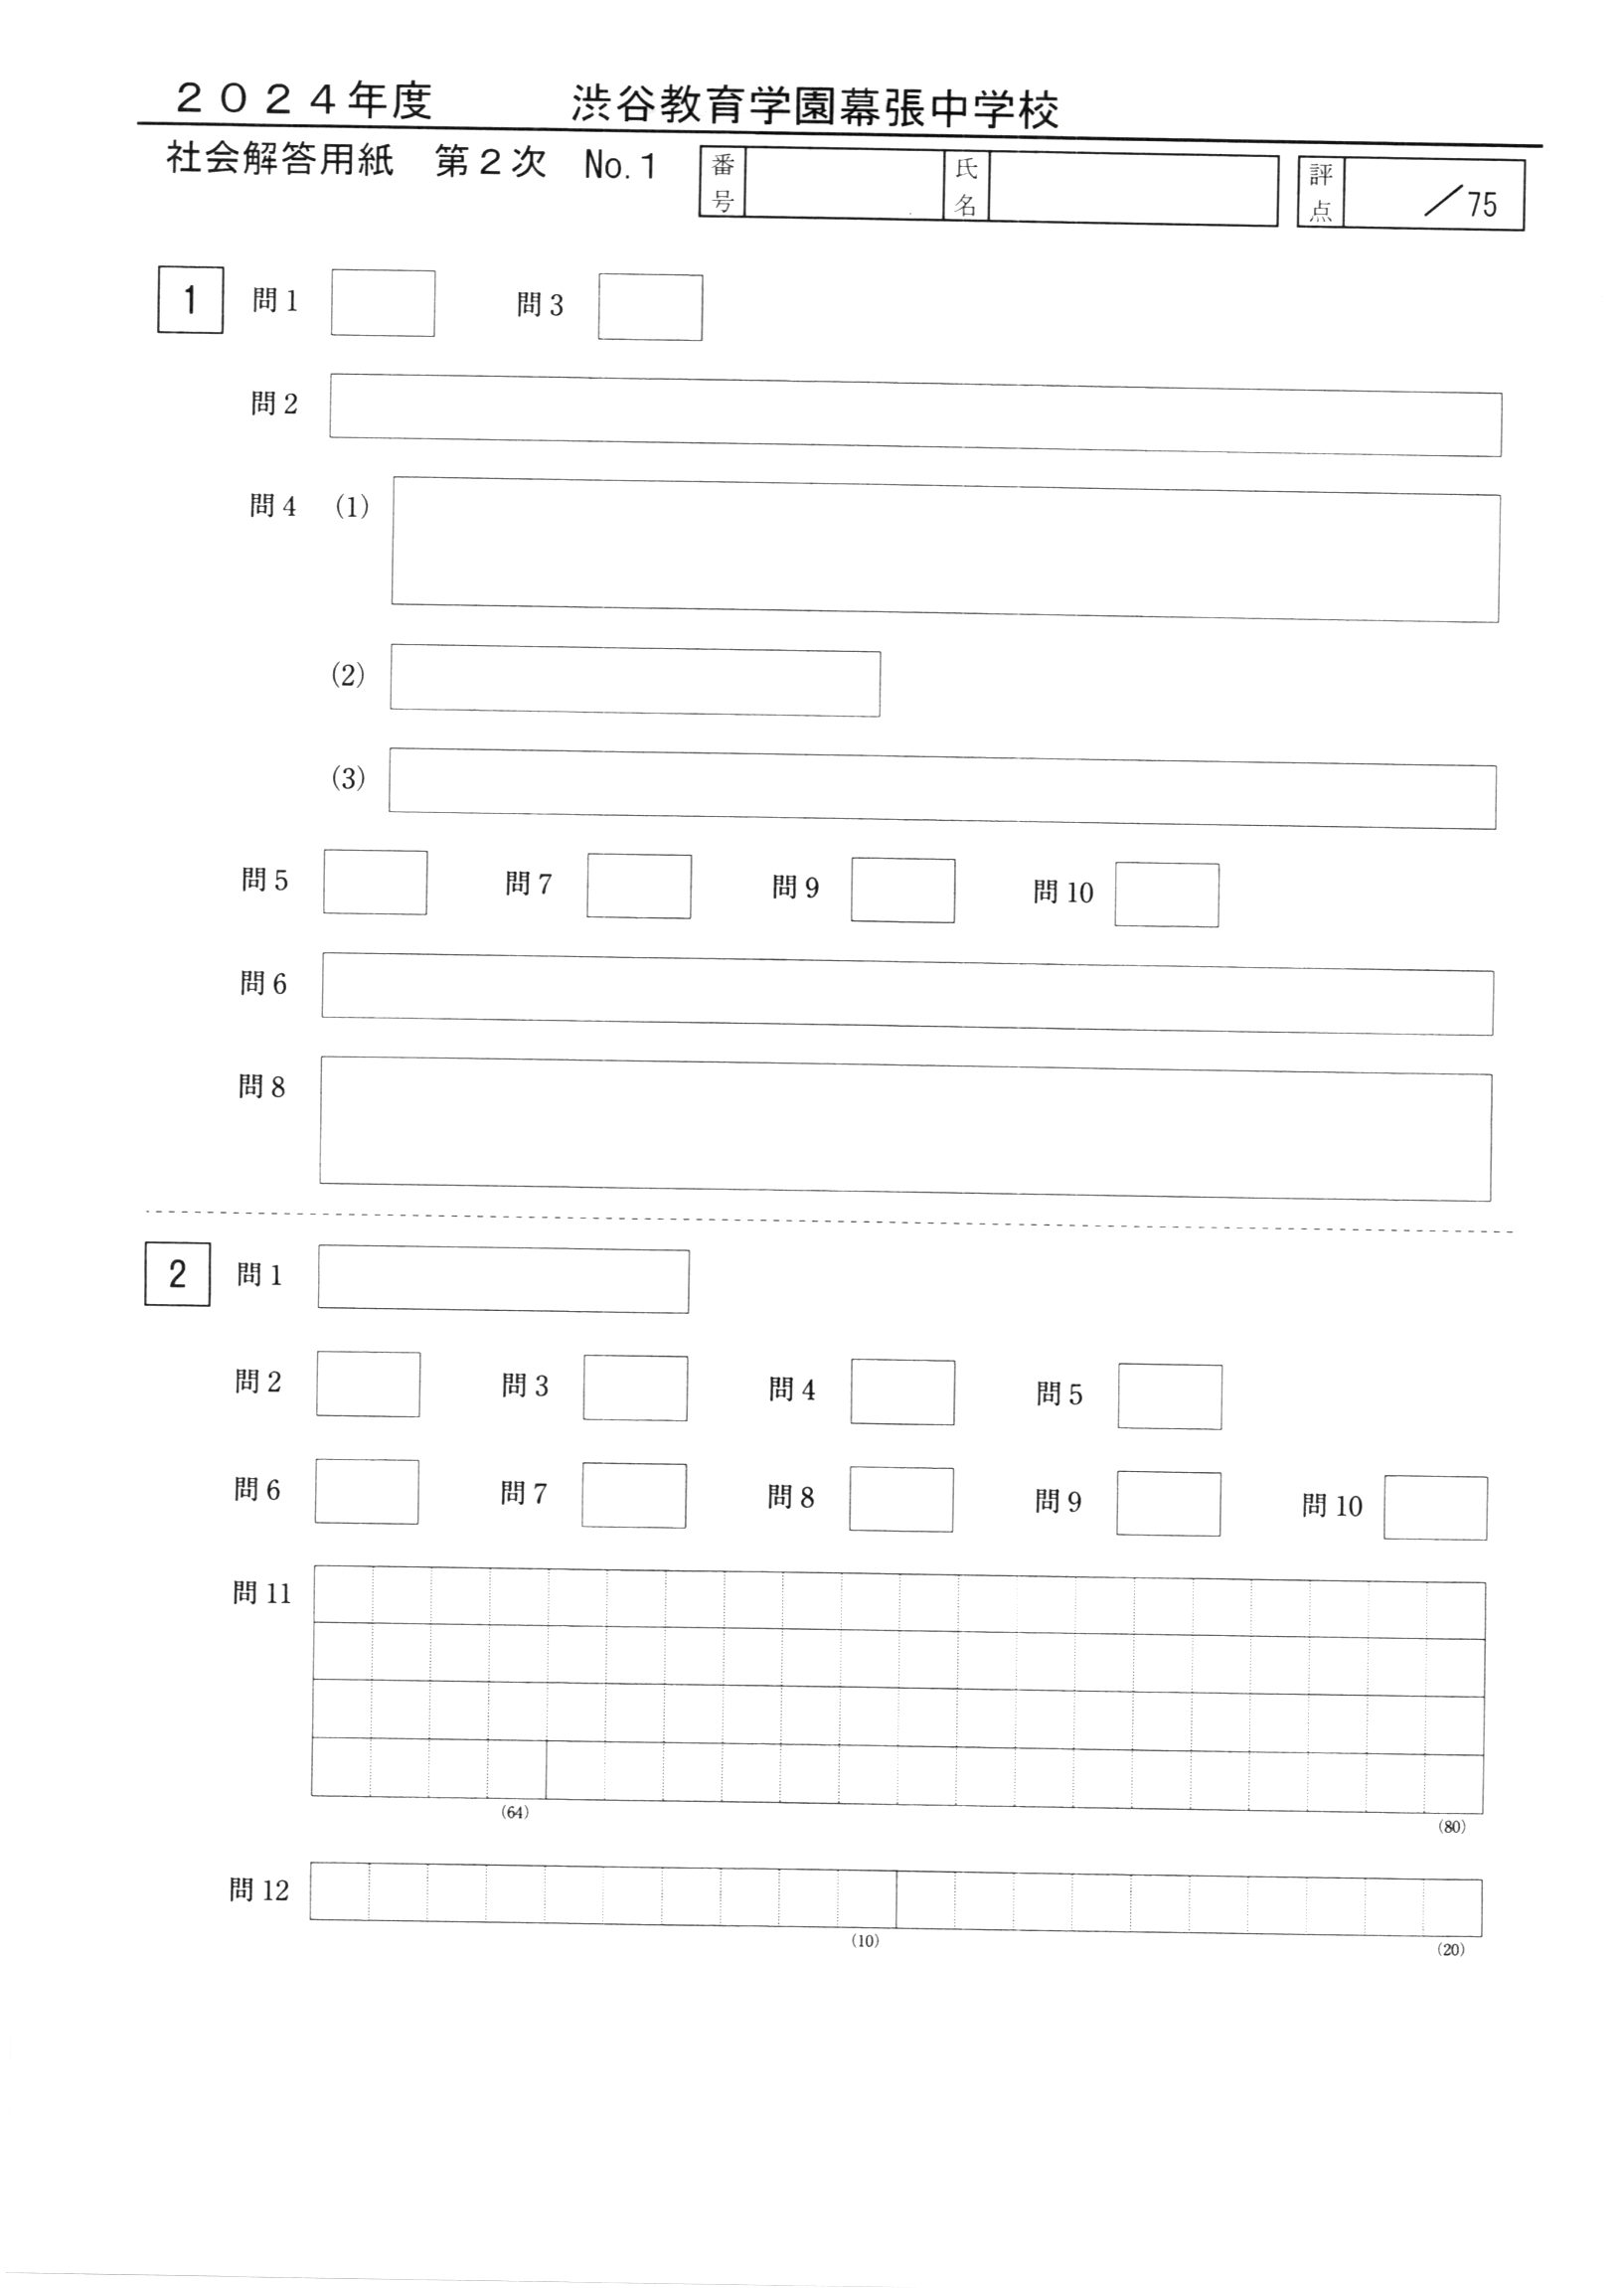 ２０２４年度　渋谷教育学園幕張中学校
社会解答用紙　第２次　No.1　番号　氏名　評点　／75
1　問1　問3
問2
問4　(1)
(2)
(3)
問5　問7　問9　問10
問6
問8
2　問1
問2　問3　問4　問5
問6　問7　問8　問9　問10
問11
(64)　(80)
問12
(10)　(20)